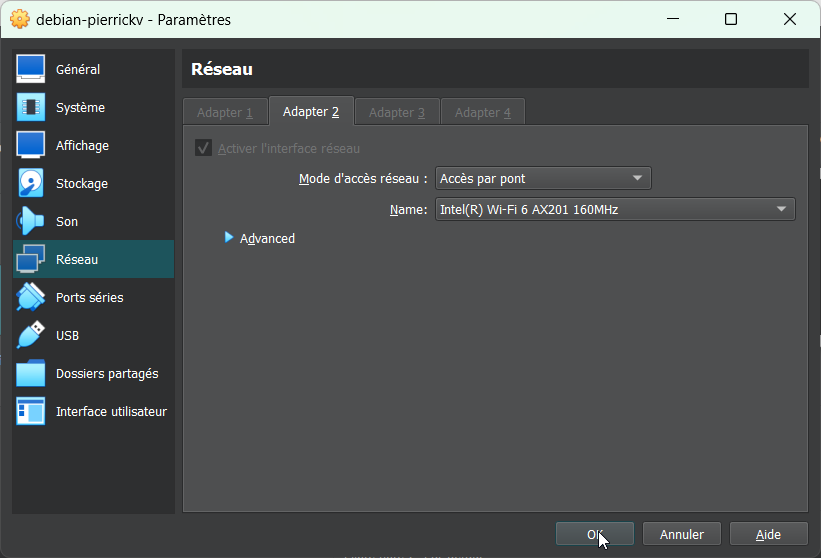 debian-pierrickv - Paramètres
Général
Système
Affichage
Stockage
Son
Réseau
Ports séries
USB
Dossiers partagés
Interface utilisateur
Réseau
Adapter 1 Adapter 2 Adapter 3 Adapter 4
Activer l'interface réseau
Mode d'accès réseau : Accès par pont
Name: Intel(R) Wi-Fi 6 AX201 160MHz
Advanced
OK Annuler Aide